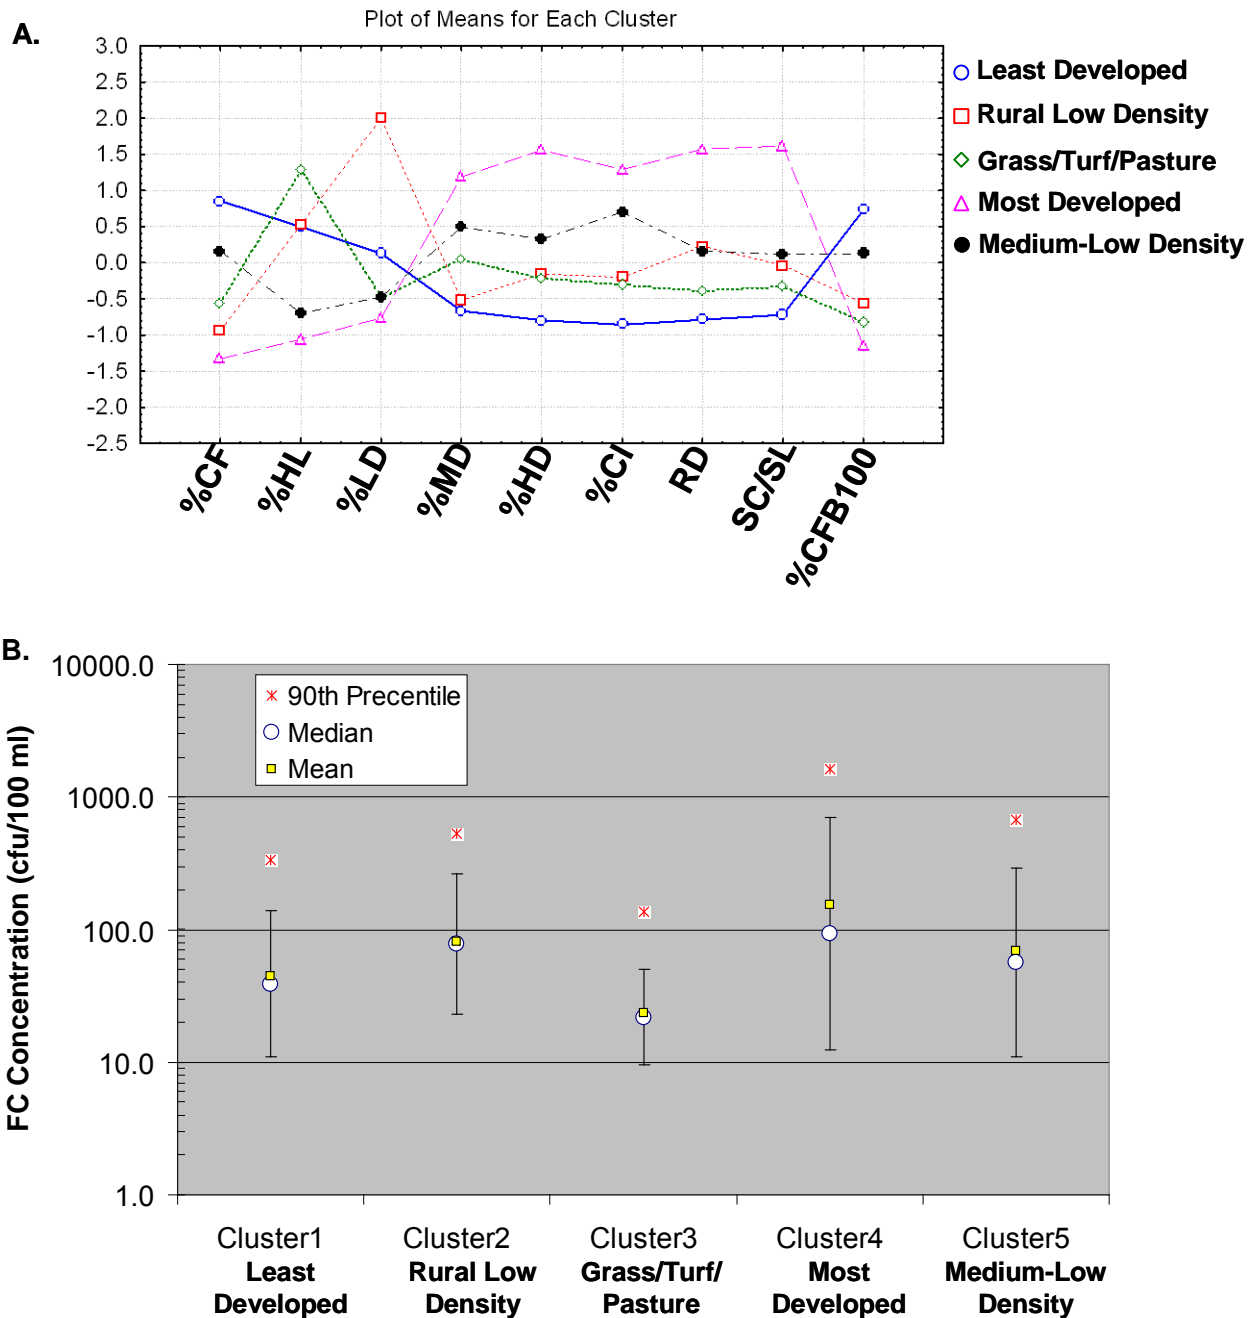 A.
Plot of Means for Each Cluster
3.0
2.5
2.0
1.5
1.0
0.5
0.0
-0.5
-1.0
-1.5
-2.0
-2.5
%CF
%HL
%LD
%MD
%HD
%CI
RD
SC/SL
%CFB100
Least Developed
Rural Low Density
Grass/Turf/Pasture
Most Developed
Medium-Low Density
B.
FC Concentration (cfu/100 ml)
10000.0
1000.0
100.0
10.0
1.0
90th Precentile
Median
Mean
Cluster1
Least
Developed
Cluster2
Rural Low
Density
Cluster3
Grass/Turf/
Pasture
Cluster4
Most
Developed
Cluster5
Medium-Low
Density